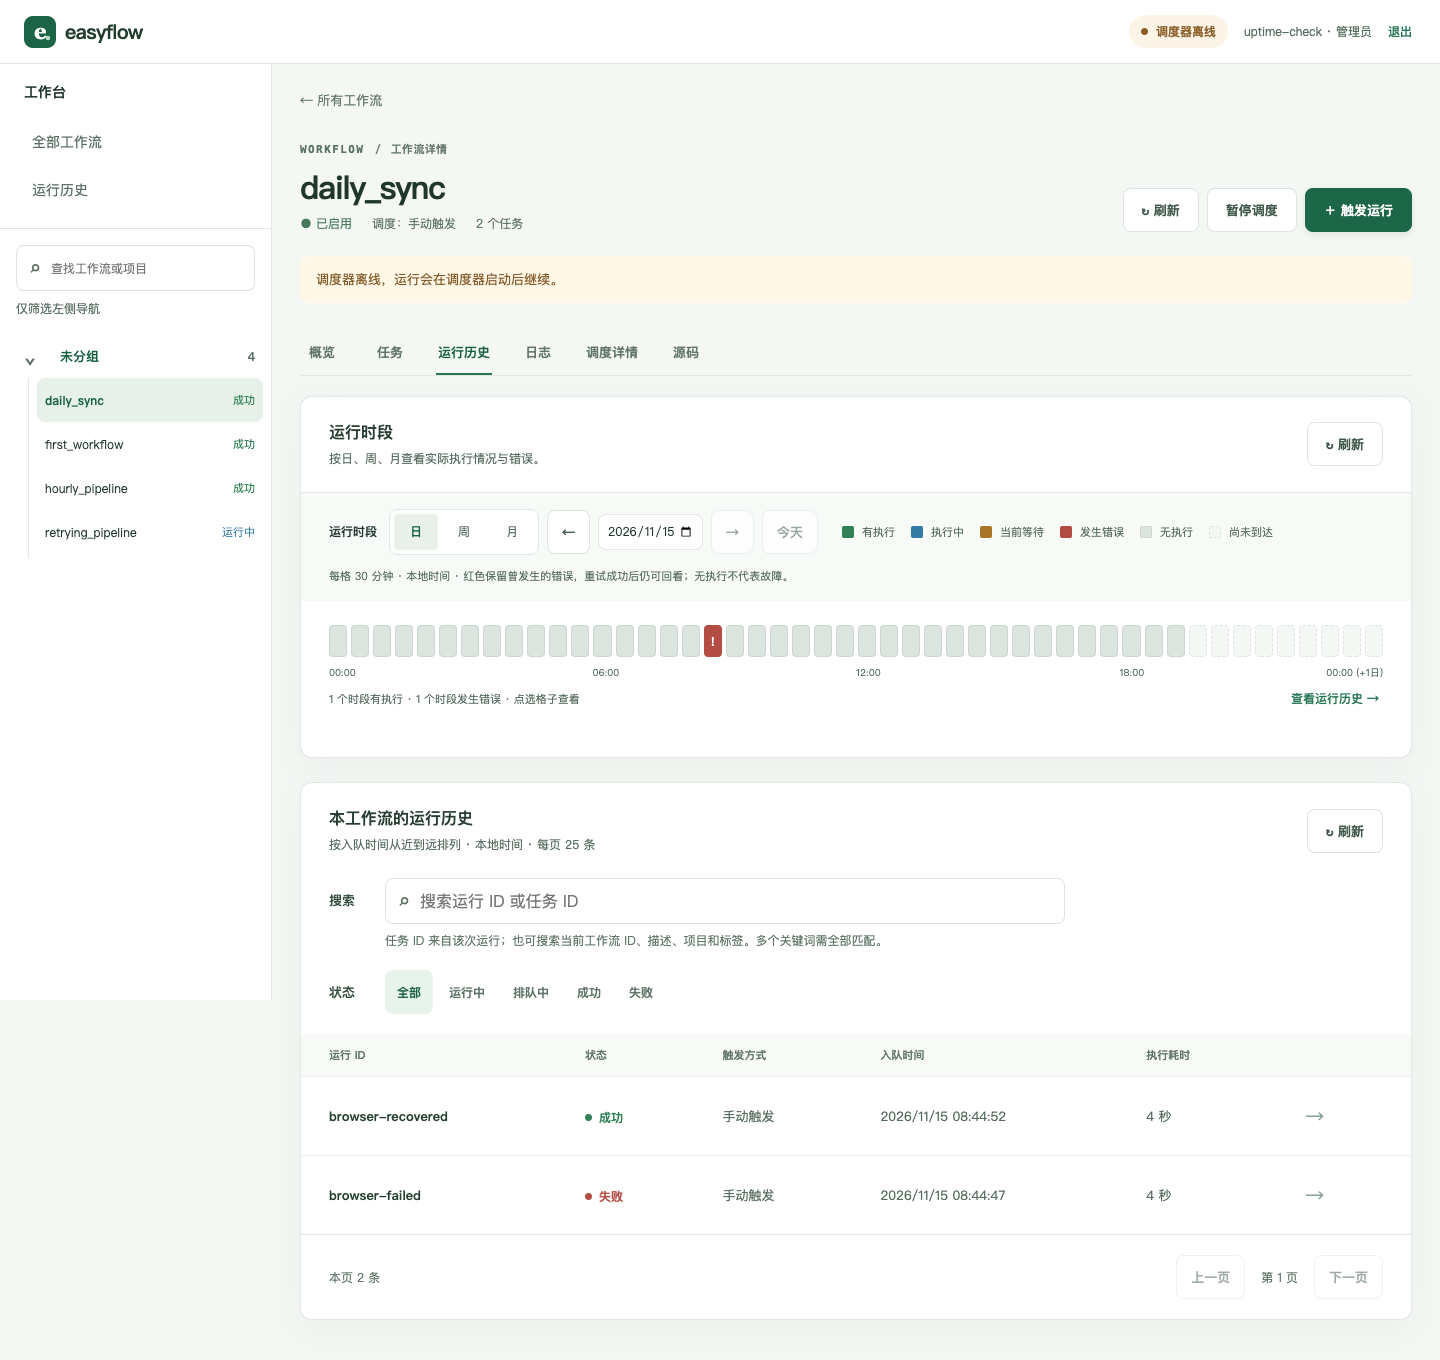 easyflow
调度器离线
uptime-check · 管理员
退出
工作台
全部工作流
运行历史
查找工作流或项目
仅筛选左侧导航
未分组 4
daily_sync 成功
first_workflow 成功
hourly_pipeline 成功
retrying_pipeline 运行中
← 所有工作流
WORKFLOW / 工作流详情
daily_sync
已启用 调度：手动触发 2 个任务
↻ 刷新
暂停调度
+ 触发运行
调度器离线，运行会在调度器启动后继续。
概览 任务 运行历史 日志 调度详情 源码
运行时段
按日、周、月查看实际执行情况与错误。
↻ 刷新
运行时段 日 周 月 ← 2026/11/15 → 今天 有执行 执行中 当前等待 发生错误 无执行 尚未到达
每格 30 分钟 · 本地时间 · 红色保留曾发生的错误，重试成功后仍可回看；无执行不代表故障。
!
00:00 06:00 12:00 18:00 00:00 (+1日)
1 个时段有执行 · 1 个时段发生错误 · 点选格子查看
查看运行历史 →
本工作流的运行历史
按入队时间从近到远排列 · 本地时间 · 每页 25 条
↻ 刷新
搜索 搜索运行 ID 或任务 ID
任务 ID 来自该次运行；也可搜索当前工作流 ID、描述、项目和标签。多个关键词需全部匹配。
状态 全部 运行中 排队中 成功 失败
运行 ID 状态 触发方式 入队时间 执行耗时
browser-recovered 成功 手动触发 2026/11/15 08:44:52 4 秒 →
browser-failed 失败 手动触发 2026/11/15 08:44:47 4 秒 →
本页 2 条
上一页 第 1 页 下一页